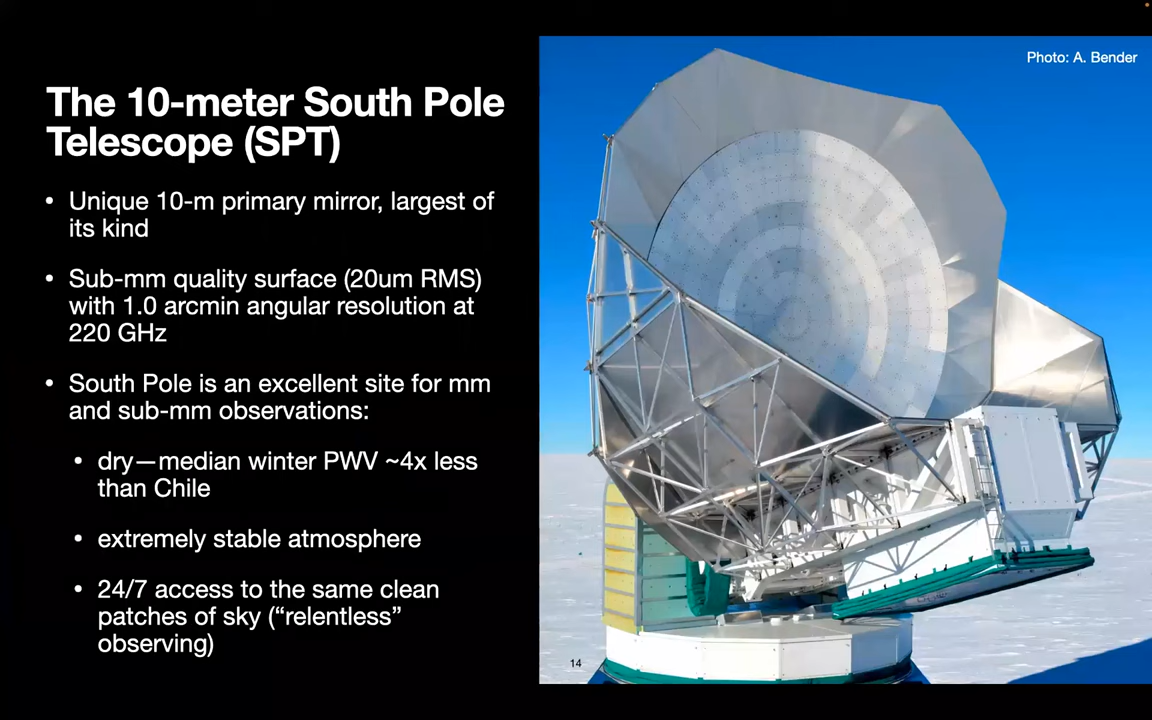 Photo: A. Bender
The 10-meter South Pole
Telescope (SPT)
• Unique 10-m primary mirror, largest of
its kind
• Sub-mm quality surface (20um RMS)
with 1.0 arcmin angular resolution at
220 GHz
• South Pole is an excellent site for mm
and sub-mm observations:
• dry—median winter PWV ~4x less
than Chile
• extremely stable atmosphere
• 24/7 access to the same clean
patches of sky (“relentless”
observing)
14